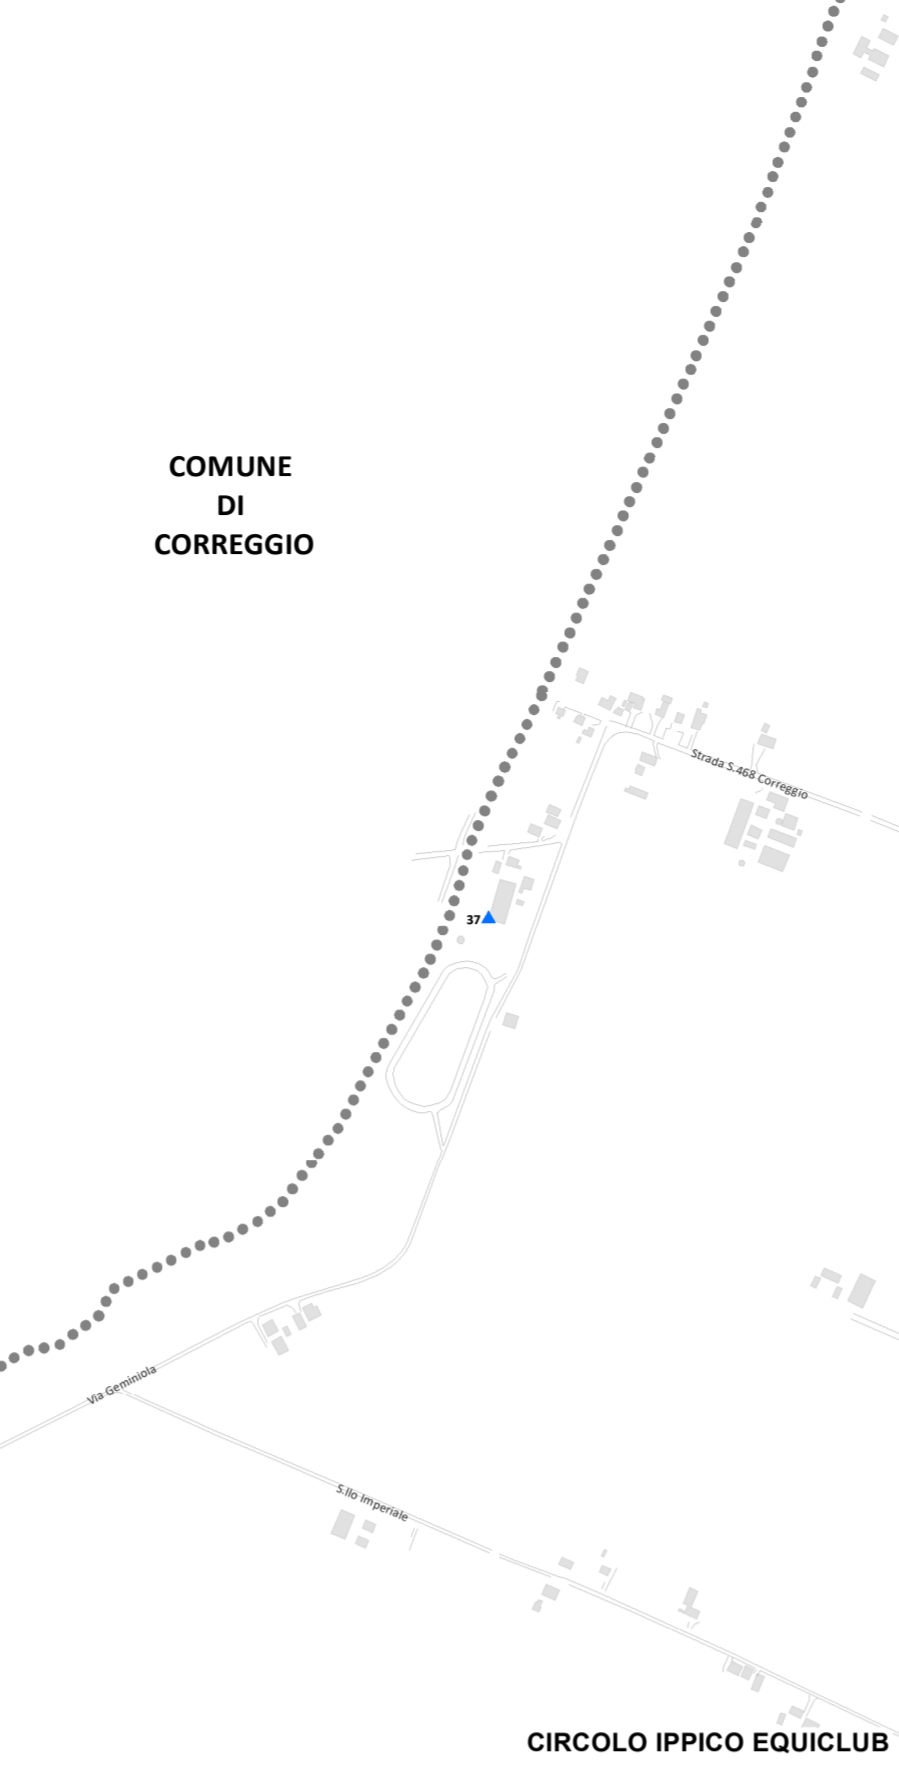 COMUNE
DI
CORREGGIO
Strada S.468 Correggio
37
Via Geminiola
S.llo Imperiale
CIRCOLO IPPICO EQUICLUB